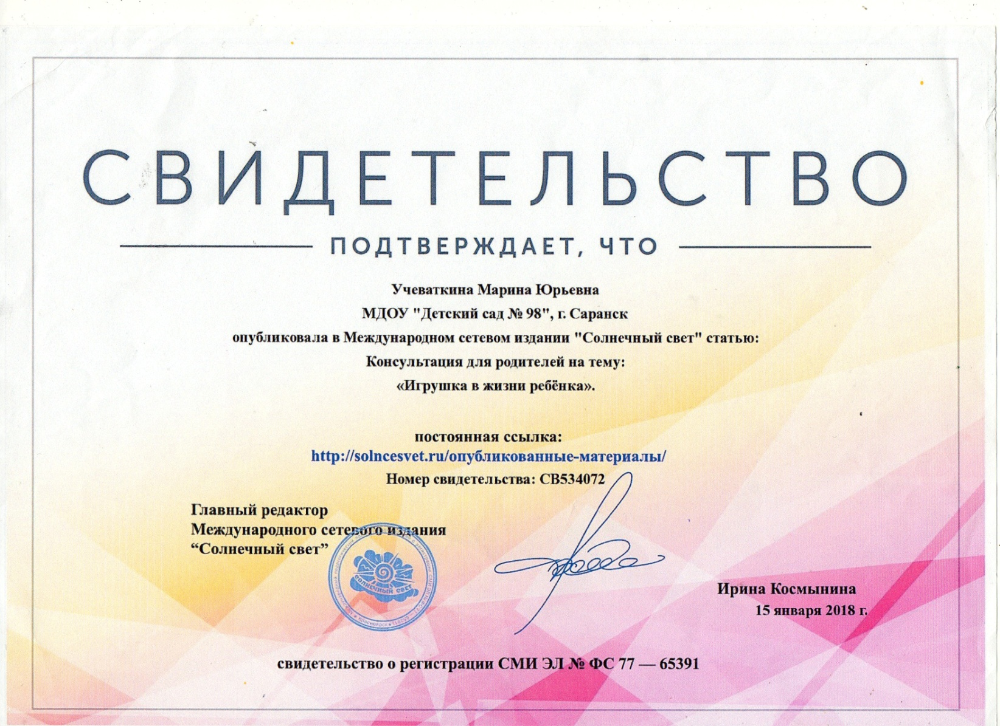 СВИДЕТЕЛЬСТВО
ПОДТВЕРЖДАЕТ, ЧТО
Учеваткина Марина Юрьевна
МДОУ "Детский сад № 98", г. Саранск
опубликовала в Международном сетевом издании "Солнечный свет" статью:
Консультация для родителей на тему:
«Игрушка в жизни ребёнка».
постоянная ссылка:
http://solncesvet.ru/опубликованные-материалы/
Номер свидетельства: СВ534072
Главный редактор
Международного сетевого издания
“Солнечный свет”
СОЛНЕЧНЫЙ СВЕТ
Красноярск
Ирина Космынина
15 января 2018 г.
свидетельство о регистрации СМИ ЭЛ № ФС 77 — 65391